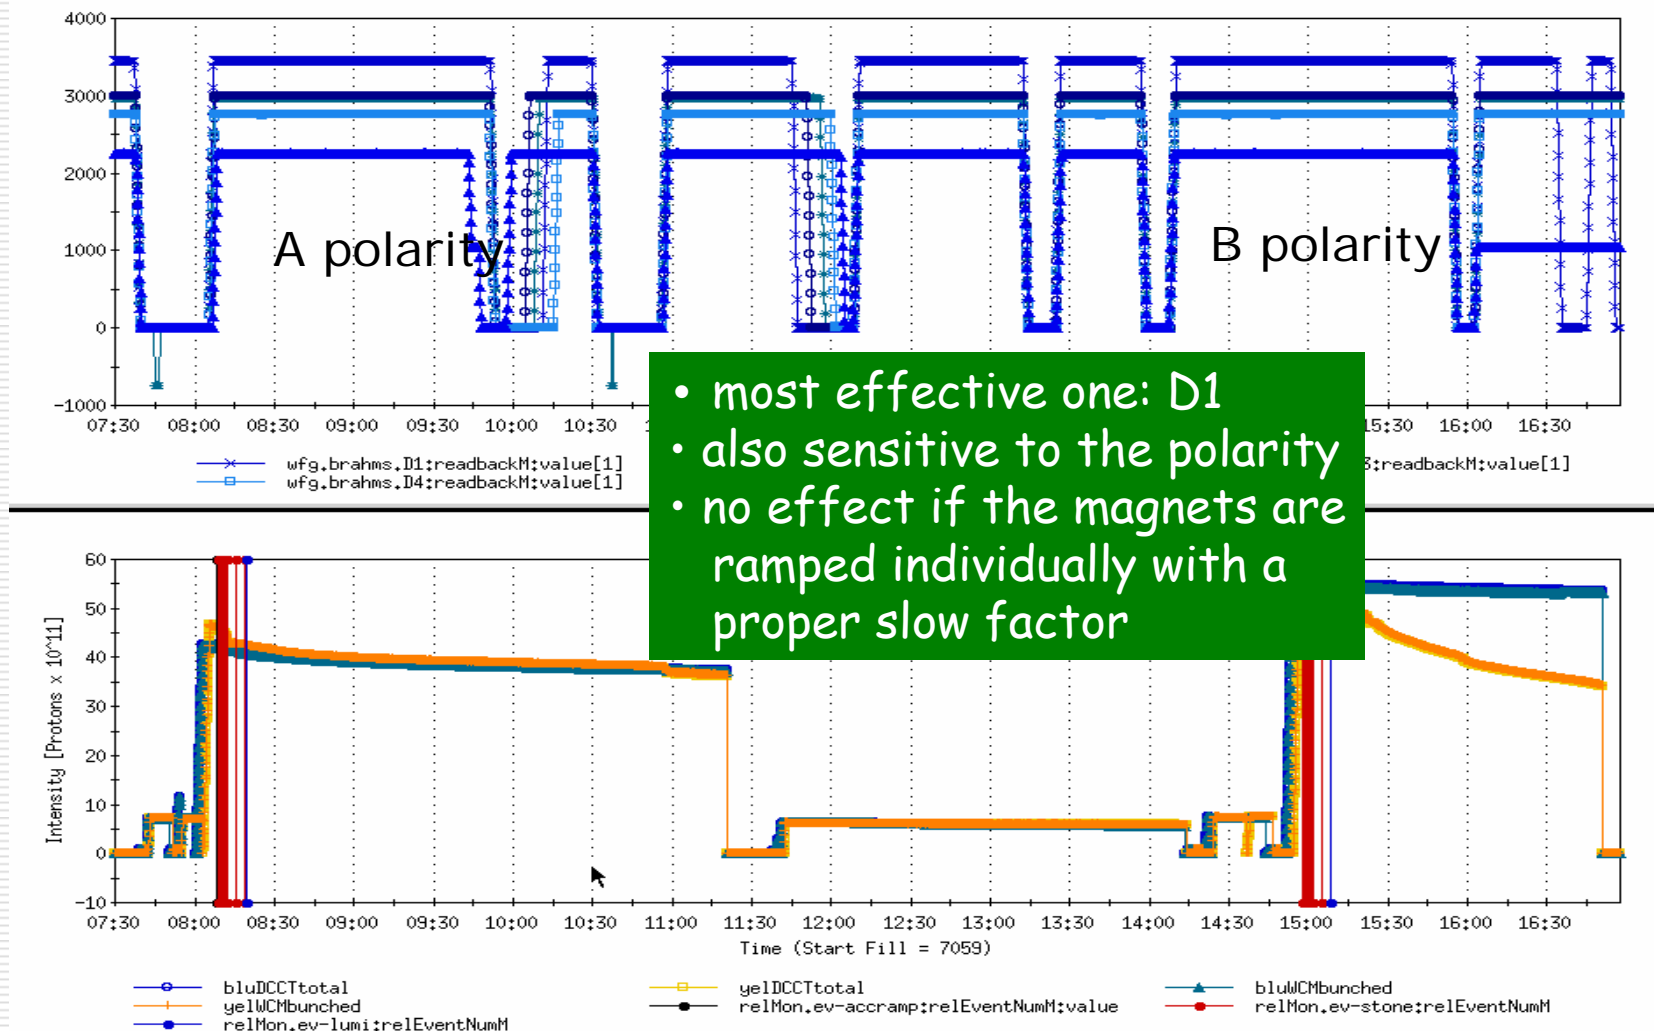 4000
3000
2000
1000
0
-1000
A polarity
B polarity
07:30 08:00 08:30 09:00 09:30 10:00 10:30 15:30 16:00 16:30
wfg.brahms.D1:readbackM:value[1]
:readbackM:value[1]
wfg.brahms.D4:readbackM:value[1]
• most effective one: D1
• also sensitive to the polarity
• no effect if the magnets are
ramped individually with a
proper slow factor
60
50
40
30
20
10
0
-10
Intensity [Protons x 10^11]
07:30 08:00 08:30 09:00 09:30 10:00 10:30 11:00 11:30 12:00 12:30 13:00 13:30 14:00 14:30 15:00 15:30 16:00 16:30
Time (Start Fill = 7059)
bluDCCTtotal
yelDCCTtotal
bluWCMbunched
yelWCMbunched
relMon.ev-accramp:relEventNumM:value
relMon.ev-stone:relEventNumM
relMon.ev-lumi:relEventNumM